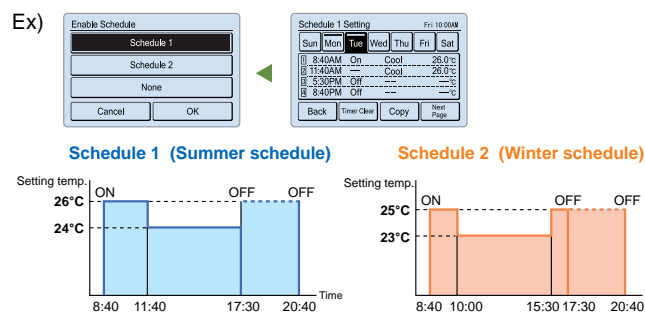 Ex)
Enable Schedule
Schedule 1
Schedule 2
None
Cancel OK
Schedule 1 Setting Fri 10:00AM
Sun Mon Tue Wed Thu Fri Sat
1 8:40AM On Cool 26.0°C
2 11:40AM — Cool 26.0°C
3 5:30PM Off -- —°C
4 8:40PM Off -- —°C
Back Timer Clear Copy Next Page
Schedule 1 (Summer schedule)
Setting temp.
ON OFF OFF
26°C
24°C
Time
8:40 11:40 17:30 20:40
Schedule 2 (Winter schedule)
Setting temp.
ON OFF OFF
25°C
23°C
8:40 10:00 15:30 17:30 20:40